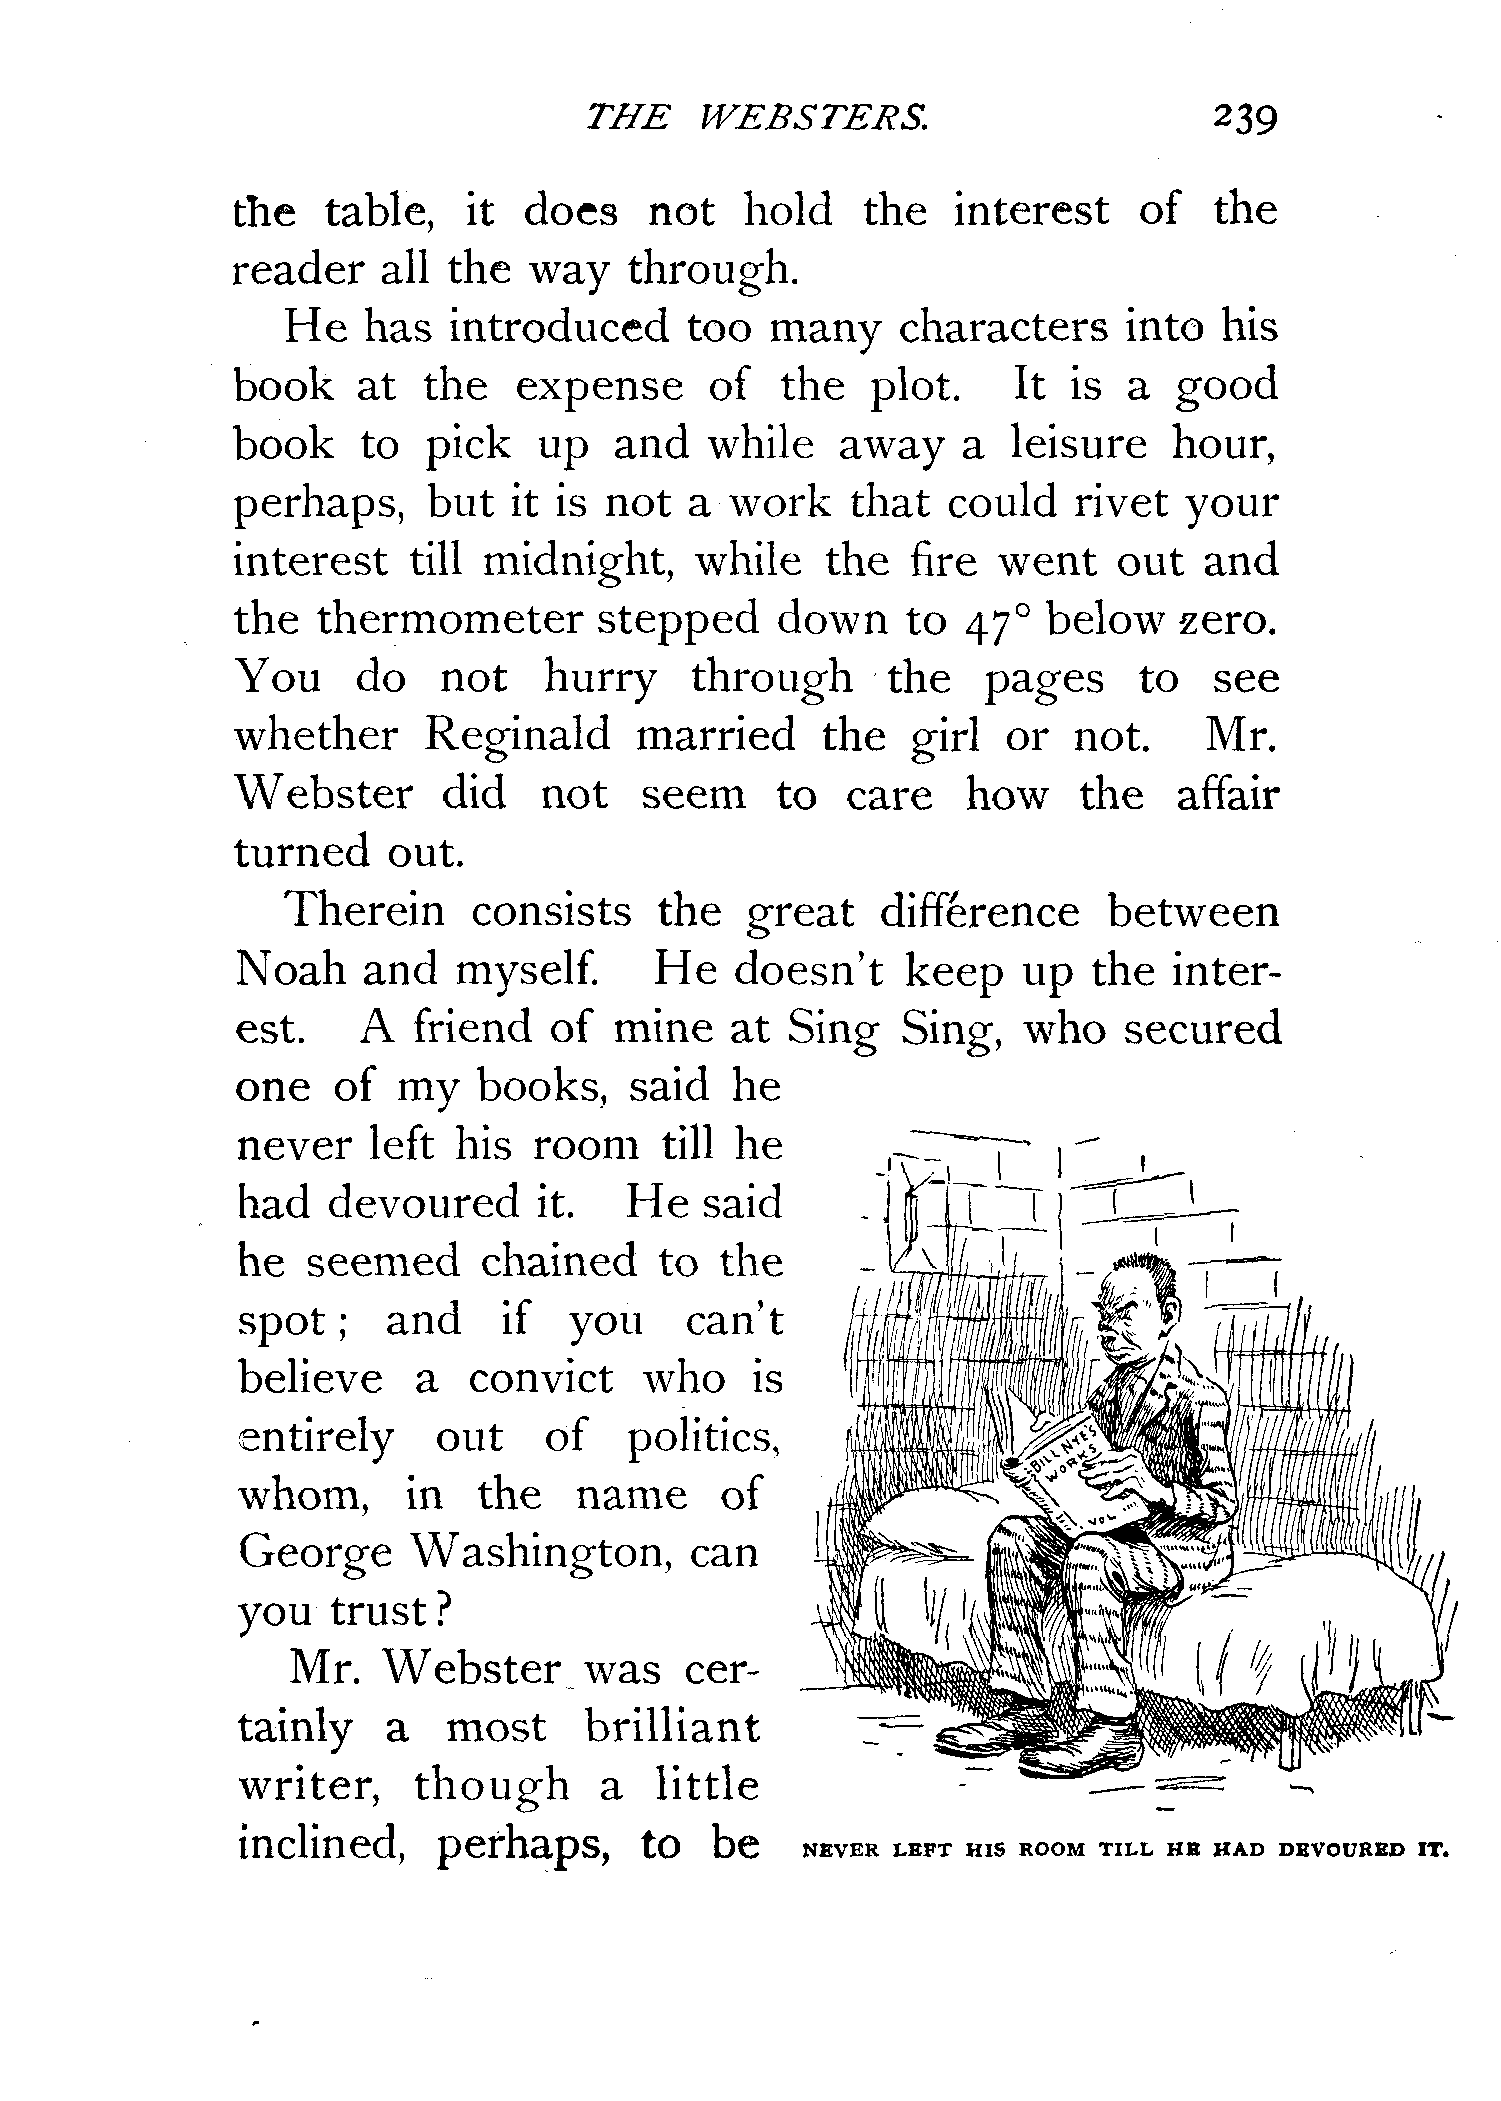 THE WEBSTERS. 239
the table, it does not hold the interest of the
reader all the way through.
He has introduced too many characters into his
book at the expense of the plot. It is a good
book to pick up and while away a leisure hour,
perhaps, but it is not a work that could rivet your
interest till midnight, while the fire went out and
the thermometer stepped down to 47° below zero.
You do not hurry through the pages to see
whether Reginald married the girl or not. Mr.
Webster did not seem to care how the affair
turned out.
Therein consists the great difference between
Noah and myself. He doesn't keep up the inter-
est. A friend of mine at Sing Sing, who secured
one of my books, said he
never left his room till he
had devoured it. He said
he seemed chained to the
spot; and if you can't
believe a convict who is
entirely out of politics,
whom, in the name of
George Washington, can
you trust?
Mr. Webster was cer-
tainly a most brilliant
writer, though a little
inclined, perhaps, to be
BILL NYES
WORKS
VOL
NEVER LEFT HIS ROOM TILL HE HAD DEVOURED IT.